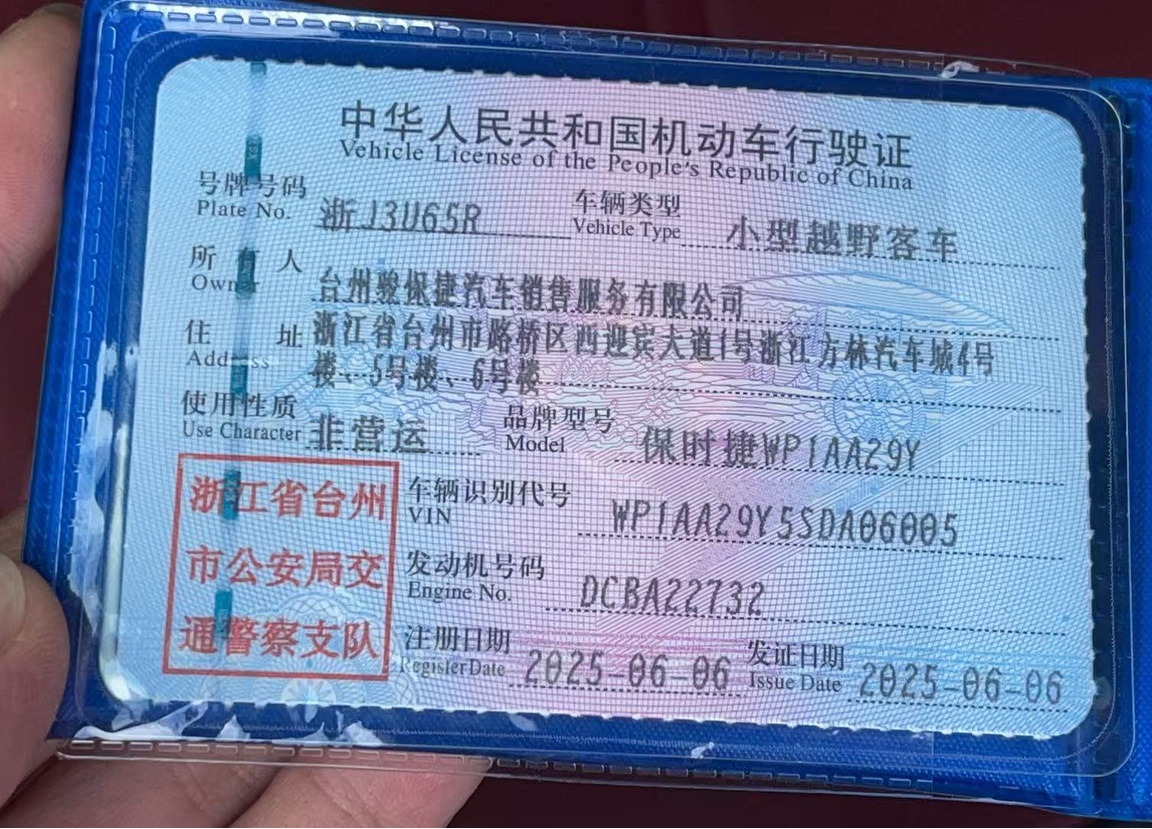 中华人民共和国机动车行驶证
Vehicle License of the People's Republic of China
号牌号码 浙J3U65R 车辆类型 小型越野客车
Plate No. Vehicle Type
所有人 台州骏保捷汽车销售服务有限公司
Owner
住址 浙江省台州市路桥区西迎宾大道1号浙江方林汽车城4号
Address 楼、5号楼、6号楼
使用性质 非营运 品牌型号 保时捷WP1AA29Y
Use Character Model
浙江省台州
市公安局交
通警察支队
车辆识别代号 WP1AA29Y5SDA06005
VIN
发动机号码 DCBA22732
Engine No.
注册日期 2025-06-06 发证日期 2025-06-06
Register Date Issue Date